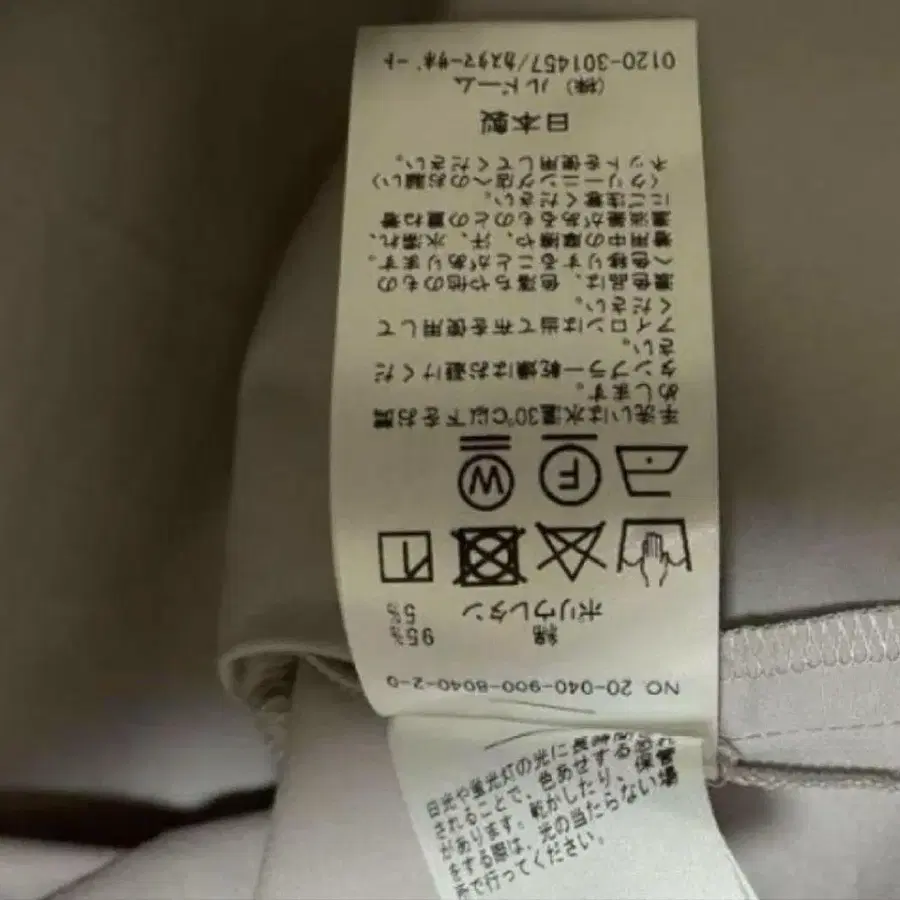 NO. 20-040-900-8040-2-0
綿 95%
ポリウレタン 5%
F
W
手洗いは水温30℃以下をお薦
めします。
タンブラー乾燥はお避けくだ
さい。
アイロンは当て布を使用して
ください。
濃色品は、色落ちや他のもの
へ色移りすることがあります。
着用中の摩擦や、汗、水濡れ、
濃淡差があるものとの重ね着
にご注意ください。
〈クリーニング店へのお願い〉
ネットを使用してください。
日本製
(株) ルドーム
0120-301457/カスタマーサポート
日光や蛍光灯の光に長時間
されることで、色あせする
があります。乾かしたり、保管
をする際は、光の当たらない場
所で行ってください。